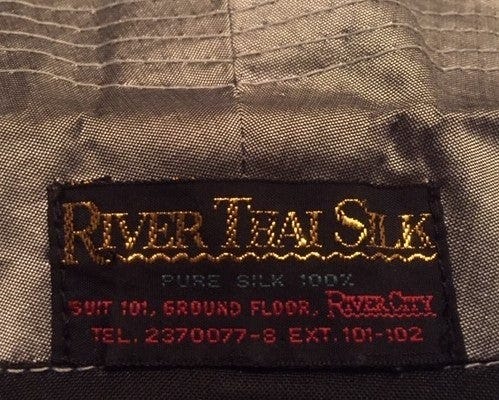 RIVER THAI SILK
PURE SILK 100%
SUIT 101, GROUND FLOOR, RIVER CITY
TEL. 2370077-8 EXT. 101-102